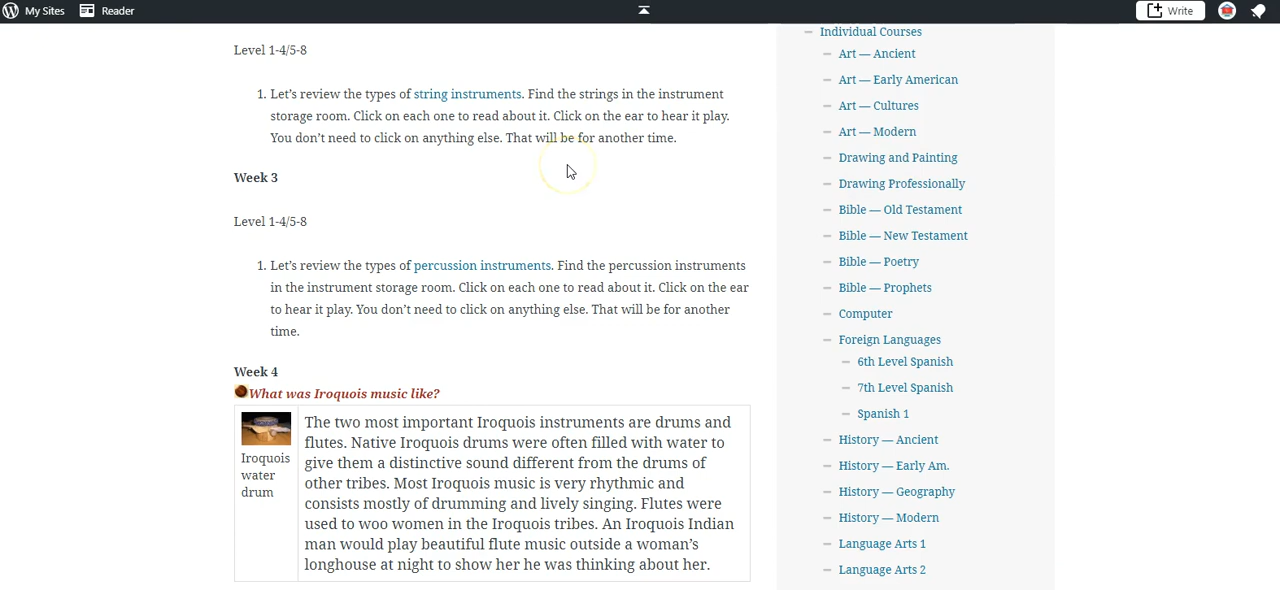 My Sites
Reader
Write
Level 1-4/5-8
1. Let’s review the types of string instruments. Find the strings in the instrument
storage room. Click on each one to read about it. Click on the ear to hear it play.
You don’t need to click on anything else. That will be for another time.
Week 3
Level 1-4/5-8
1. Let’s review the types of percussion instruments. Find the percussion instruments
in the instrument storage room. Click on each one to read about it. Click on the ear
to hear it play. You don’t need to click on anything else. That will be for another
time.
Week 4
What was Iroquois music like?
Iroquois
water
drum
The two most important Iroquois instruments are drums and
flutes. Native Iroquois drums were often filled with water to
give them a distinctive sound different from the drums of
other tribes. Most Iroquois music is very rhythmic and
consists mostly of drumming and lively singing. Flutes were
used to woo women in the Iroquois tribes. An Iroquois Indian
man would play beautiful flute music outside a woman’s
longhouse at night to show her he was thinking about her.
Individual Courses
Art — Ancient
Art — Early American
Art — Cultures
Art — Modern
Drawing and Painting
Drawing Professionally
Bible — Old Testament
Bible — New Testament
Bible — Poetry
Bible — Prophets
Computer
Foreign Languages
6th Level Spanish
7th Level Spanish
Spanish 1
History — Ancient
History — Early Am.
History — Geography
History — Modern
Language Arts 1
Language Arts 2